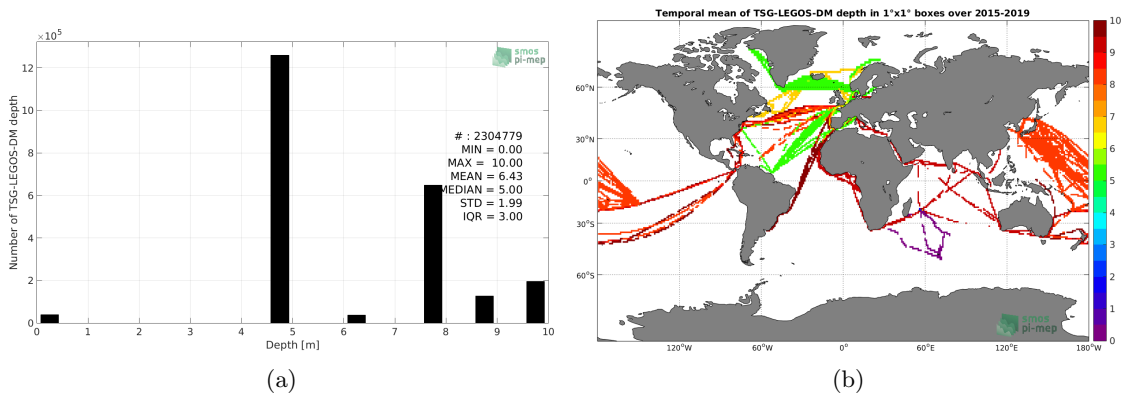 ×10⁵
12
10
8
6
4
2
0
Number of TSG-LEGOS-DM depth
smos
pi-mep
# : 2304779
MIN = 0.00
MAX = 10.00
MEAN = 6.43
MEDIAN = 5.00
STD = 1.99
IQR = 3.00
0 1 2 3 4 5 6 7 8 9 10
Depth [m]
(a)
Temporal mean of TSG-LEGOS-DM depth in 1°x1° boxes over 2015-2019
60°N
30°N
0°
30°S
60°S
120°W 60°W 0° 60°E 120°E 180°W
smos
pi-mep
10
9
8
7
6
5
4
3
2
1
0
(b)